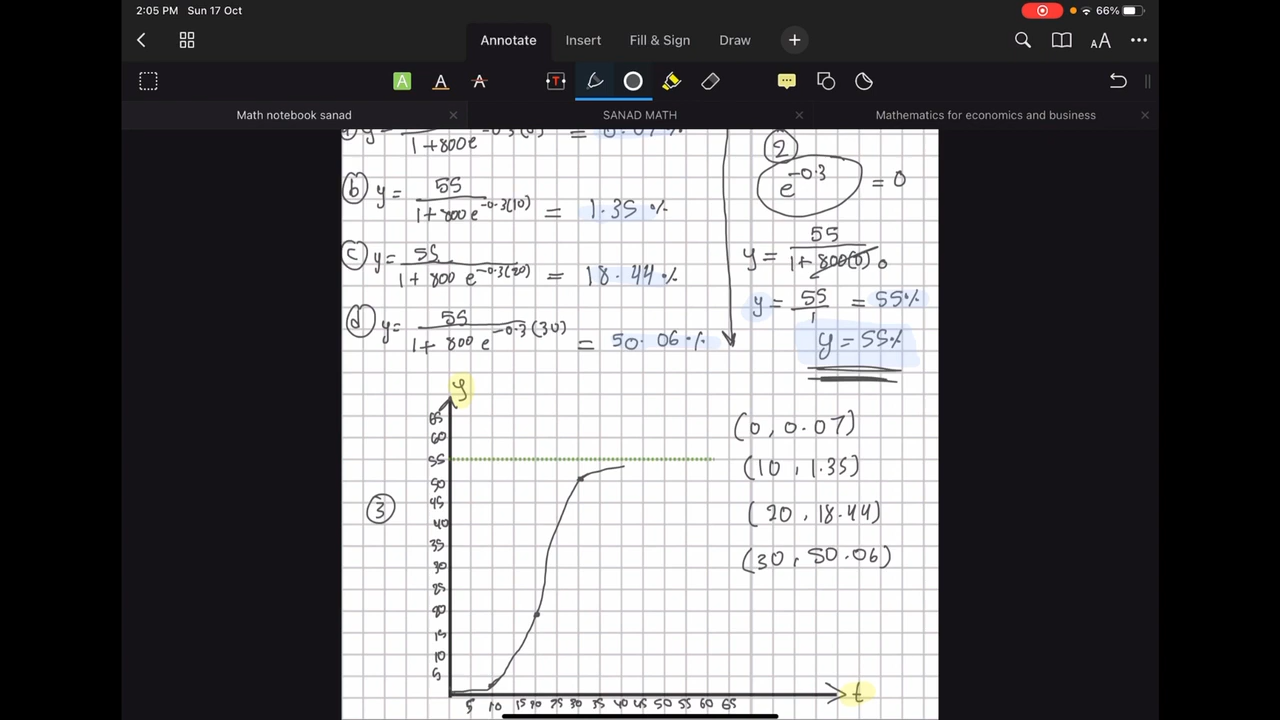 2:05 PM Sun 17 Oct
66%
Annotate Insert Fill & Sign Draw
Math notebook sanad
SANAD MATH
Mathematics for economics and business
1 + 800e
b y = 55 / 1 + 800 e^-0.3(10) = 1.35 %
c y = 55 / 1 + 800 e^-0.3(20) = 18.44 %
d y = 55 / 1 + 800 e^-0.3(30) = 50.06 %
2
e^-0.3 = 0
y = 55 / 1 + 800(0) 0
y = 55 / 1 = 55%
y = 55%
3
y
65
60
55
50
45
40
35
30
25
20
15
10
5
5 10 15 20 25 30 35 40 45 50 55 60 65
t
(0, 0.07)
(10, 1.35)
(20, 18.44)
(30, 50.06)